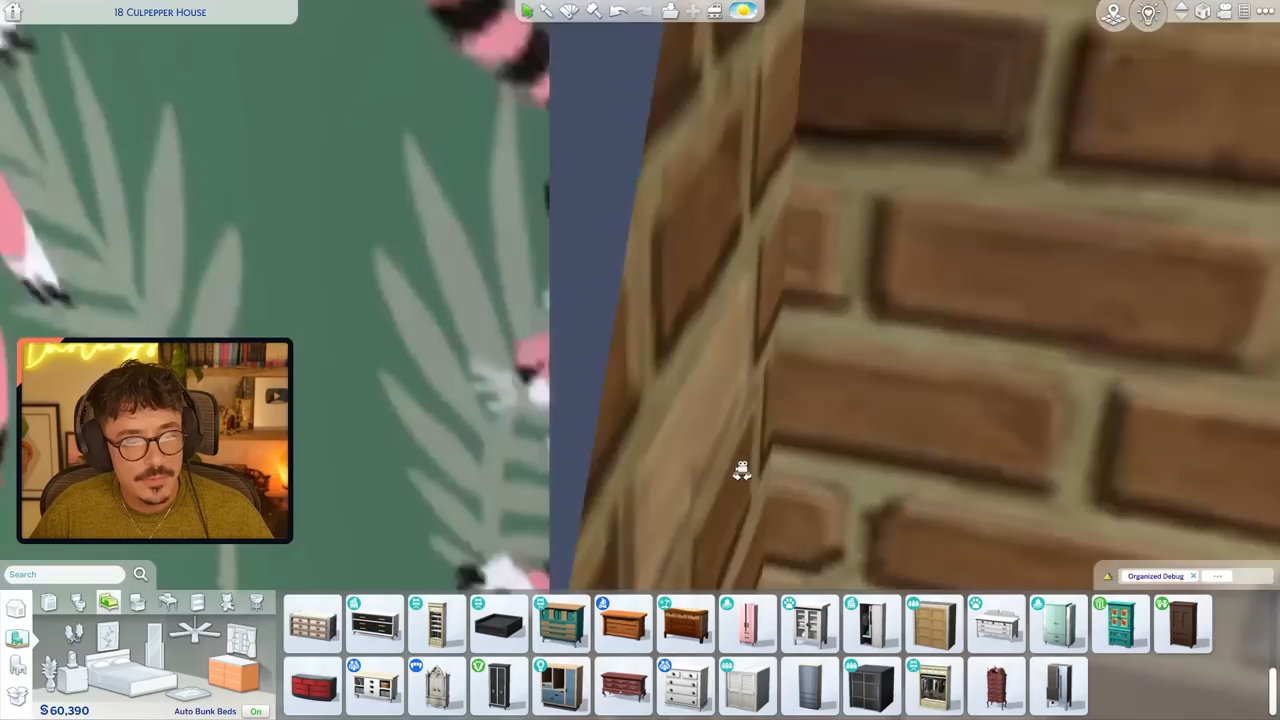 18 Culpepper House
Search
Organized Debug
$60,390
Auto Bunk Beds
On